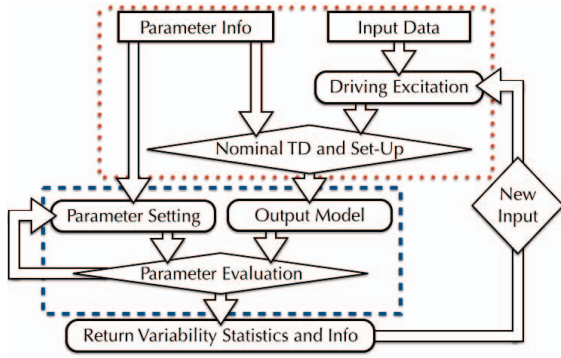 Parameter Info
Input Data
Driving Excitation
Nominal TD and Set-Up
New
Input
Parameter Setting
Output Model
Parameter Evaluation
Return Variability Statistics and Info